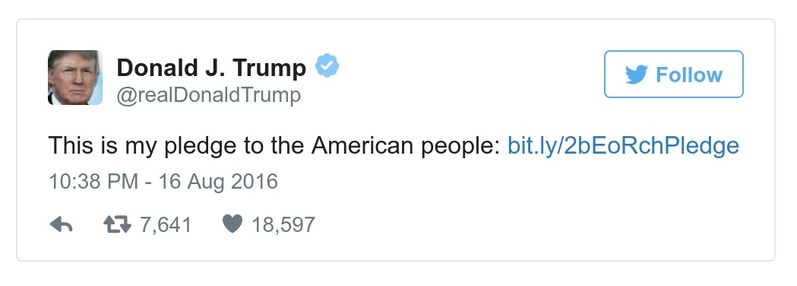 Donald J. Trump
@realDonaldTrump
Follow
This is my pledge to the American people: bit.ly/2bEoRchPledge
10:38 PM - 16 Aug 2016
7,641 18,597